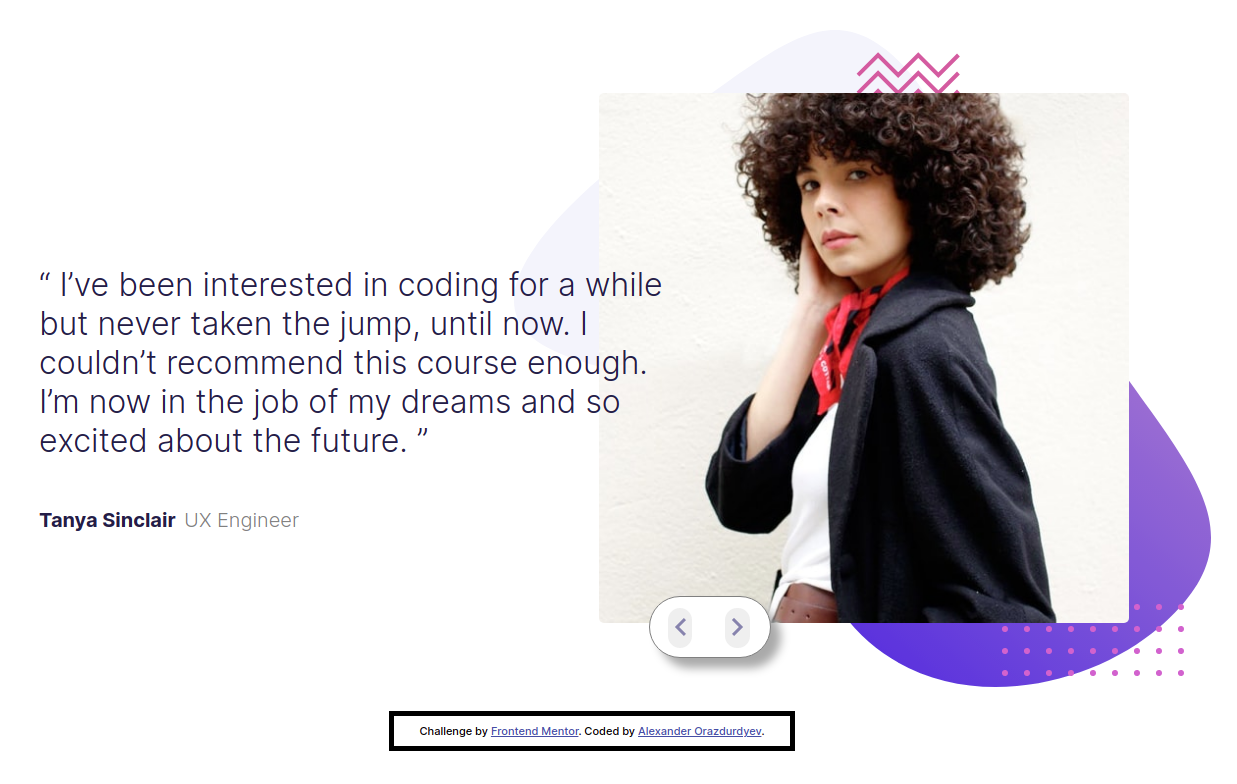 “ I’ve been interested in coding for a while
but never taken the jump, until now. I
couldn’t recommend this course enough.
I’m now in the job of my dreams and so
excited about the future. ”
Tanya Sinclair UX Engineer
Challenge by Frontend Mentor. Coded by Alexander Orazdurdyev.